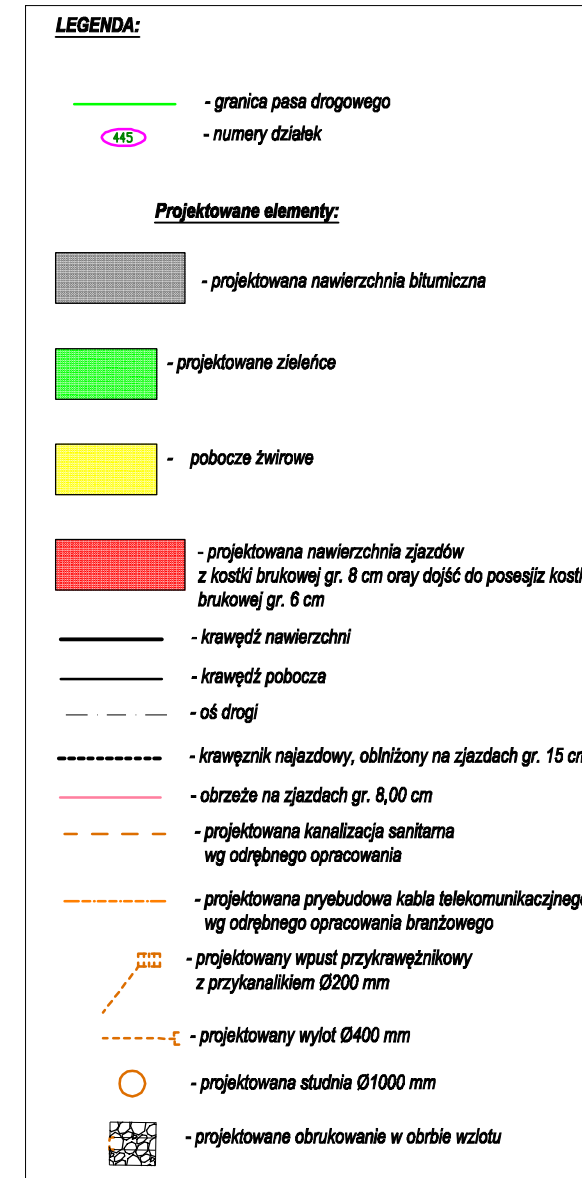 LEGENDA:
- granica pasa drogowego
445
- numery działek
Projektowane elementy:
- projektowana nawierzchnia bitumiczna
- projektowane zieleńce
- pobocze żwirowe
- projektowana nawierzchnia zjazdów
z kostki brukowej gr. 8 cm oray dojść do posesjiz kostk
brukowej gr. 6 cm
- krawędź nawierzchni
- krawędź pobocza
- oś drogi
- krawęznik najazdowy, oblniżony na zjazdach gr. 15 cm
- obrzeże na zjazdach gr. 8,00 cm
- projektowana kanalizacja sanitarna
wg odrębnego opracowania
- projektowana pryebudowa kabla telekomunikaczjnego
wg odrębnego opracowania branżowego
- projektowany wpust przykrawężnikowy
z przykanalikiem Ø200 mm
- projektowany wylot Ø400 mm
- projektowana studnia Ø1000 mm
- projektowane obrukowanie w obrbie wzlotu